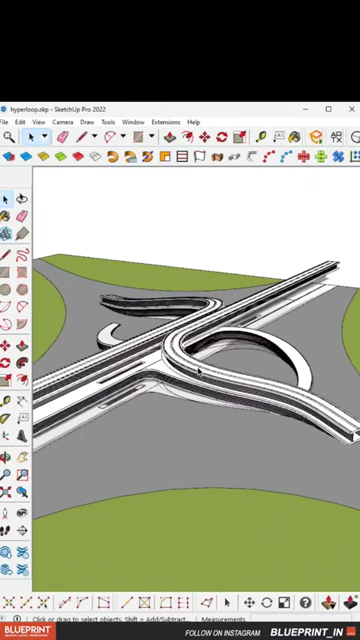 hyperloop.skp - SketchUp Pro 2022
File Edit View Camera Draw Tools Window Extensions Help
Click or drag to select objects. Shift = Add/Subtract...
Measurements
BLUEPRINT
FOLLOW ON INSTAGRAM
BLUEPRINT_IN